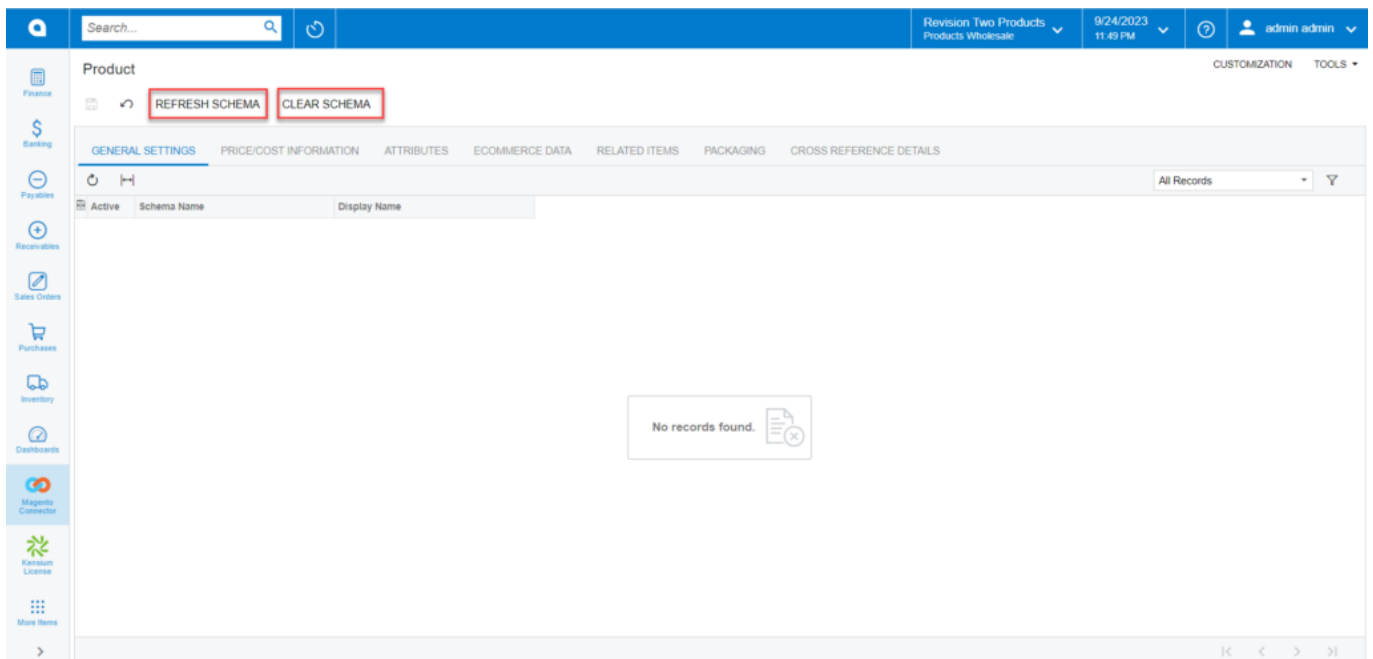 Search...
Revision Two Products
Products Wholesale
9/24/2023
11:49 PM
admin admin
Finance
Banking
Payables
Receivables
Sales Orders
Purchases
Inventory
Dashboards
Magento
Connector
Kensium
License
More Items
Product
CUSTOMIZATION TOOLS
REFRESH SCHEMA CLEAR SCHEMA
GENERAL SETTINGS PRICE/COST INFORMATION ATTRIBUTES ECOMMERCE DATA RELATED ITEMS PACKAGING CROSS REFERENCE DETAILS
All Records
Active Schema Name Display Name
No records found.